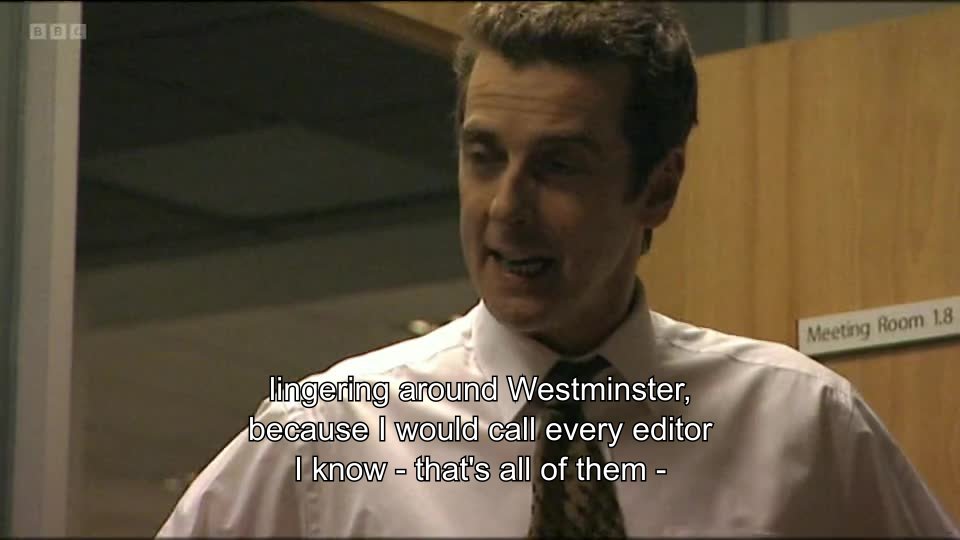 BBC
Meeting Room 1.8
lingering around Westminster,
because I would call every editor
I know - that's all of them -